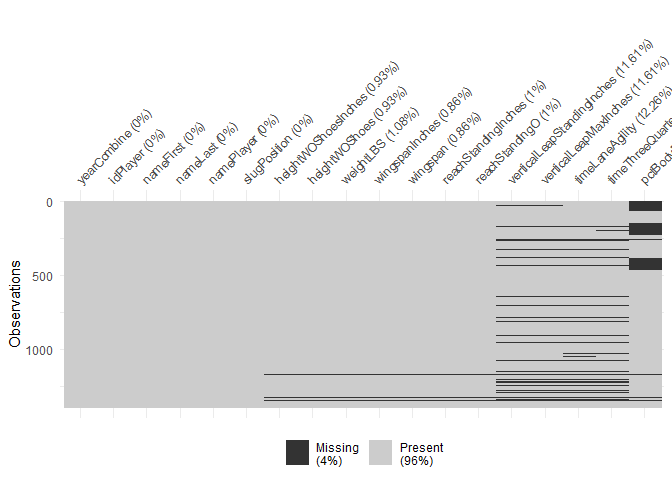 yearCombine (0%)
idPlayer (0%)
nameFirst (0%)
nameLast (0%)
namePlayer (0%)
slugPosition (0%)
heightWOShoesInches (0.93%)
heightWOShoes (0.93%)
weightLBS (1.08%)
wingspanInches (0.86%)
wingspan (0.86%)
reachStandingInches (1%)
reachStandingO (1%)
verticalLeapStandingInches (11.61%)
verticalLeapMaxInches (11.61%)
timeLaneAgility (12.26%)
timeThreeQuarte
pctBody
0
500
1000
Observations
Missing
(4%)
Present
(96%)